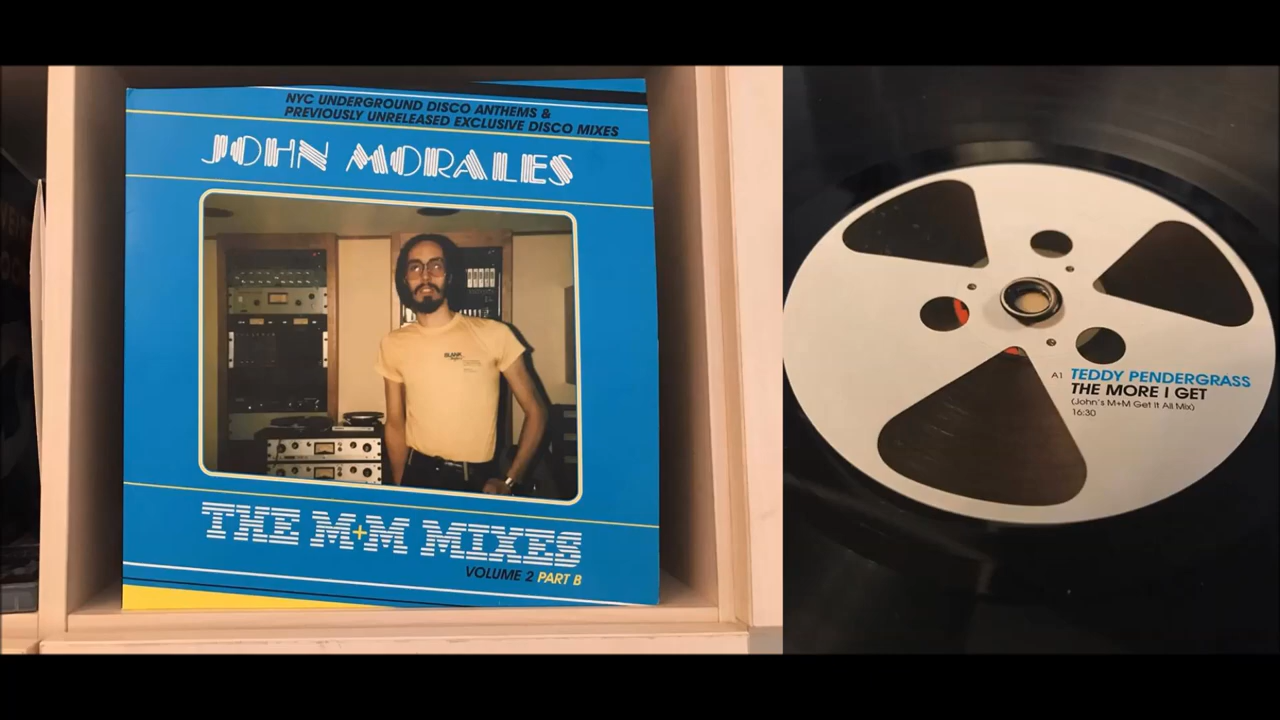 NYC UNDERGROUND DISCO ANTHEMS &
PREVIOUSLY UNRELEASED EXCLUSIVE DISCO MIXES
JOHN MORALES
BLANK
THE M+M MIXES
VOLUME 2 PART B
A1 TEDDY PENDERGRASS
THE MORE I GET
(John's M+M Get It All Mix)
16:30